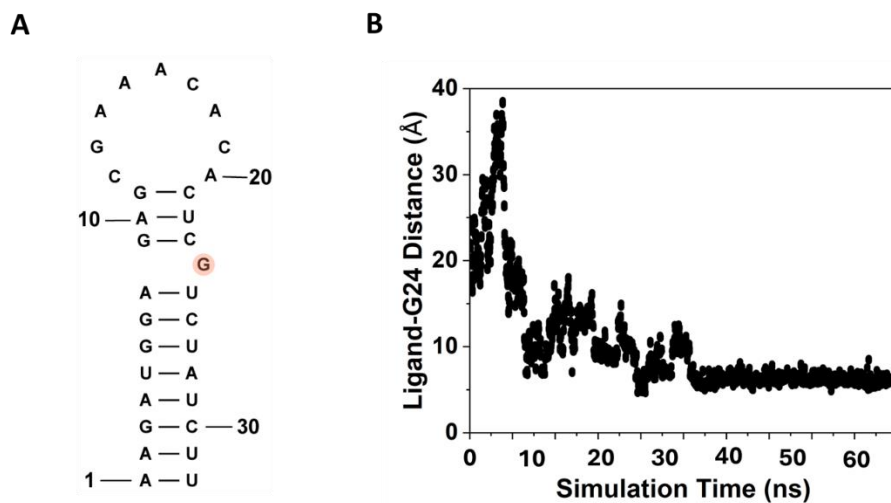 A
A
A C
A A
G C
C A — 20
G — C
10 — A — U
G — C
G
A — U
G — C
G — U
U — A
A — U
G — C — 30
A — U
1 — A — U
B
40
30
20
10
0
Ligand-G24 Distance (Å)
0 10 20 30 40 50 60
Simulation Time (ns)